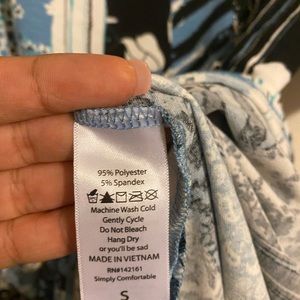 95% Polyester
5% Spandex
Machine Wash Cold
Gently Cycle
Do Not Bleach
Hang Dry
or you'll be sad
MADE IN VIETNAM
RN#142161
Simply Comfortable
S